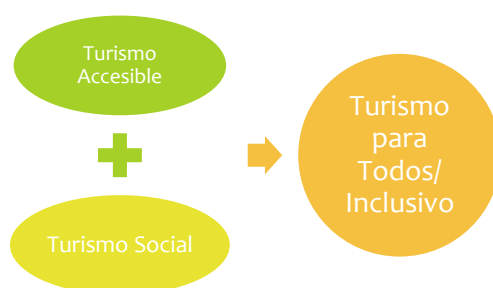 Turismo
Accesible
Turismo Social
Turismo
para
Todos/
Inclusivo